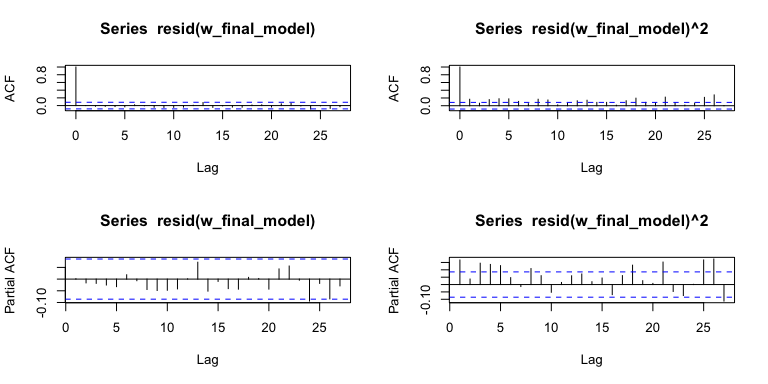 Series resid(w_final_model)
ACF
0.0 0.8
0 5 10 15 20 25
Lag
Series resid(w_final_model)^2
ACF
0.0 0.8
0 5 10 15 20 25
Lag
Series resid(w_final_model)
Partial ACF
-0.10
0 5 10 15 20 25
Lag
Series resid(w_final_model)^2
Partial ACF
-0.10
0 5 10 15 20 25
Lag